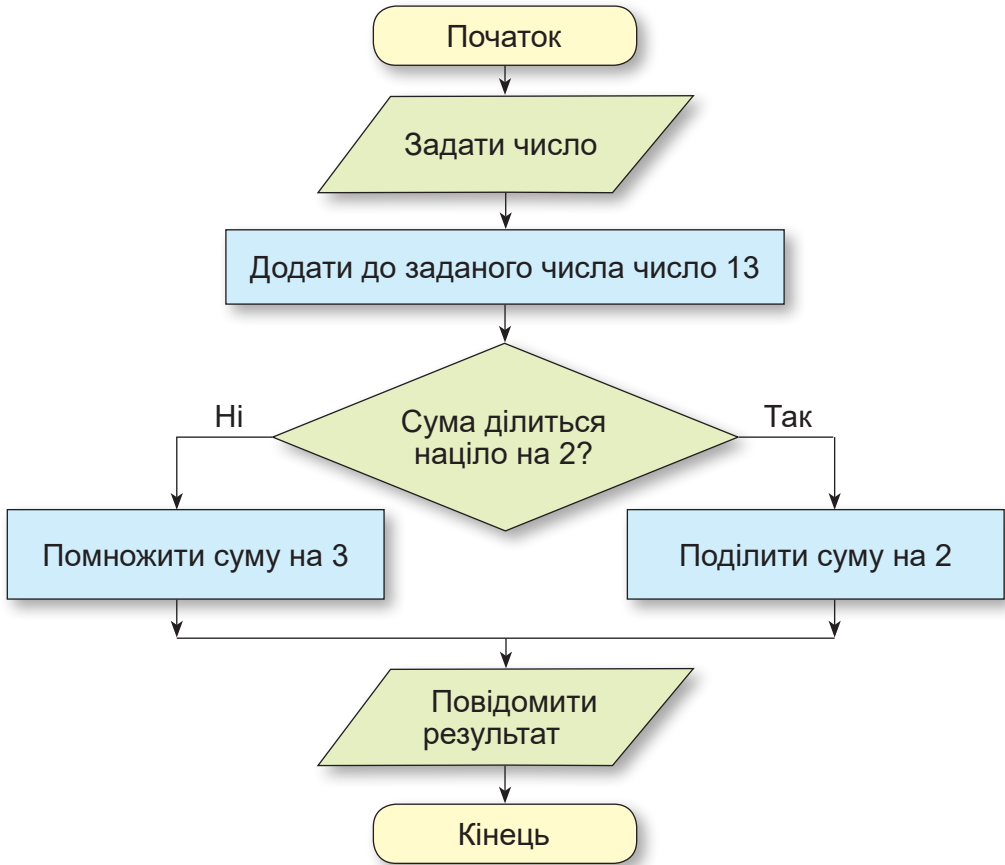 Початок
Задати число
Додати до заданого числа число 13
Сума ділиться
націло на 2?
Ні
Так
Помножити суму на 3
Поділити суму на 2
Повідомити
результат
Кінець